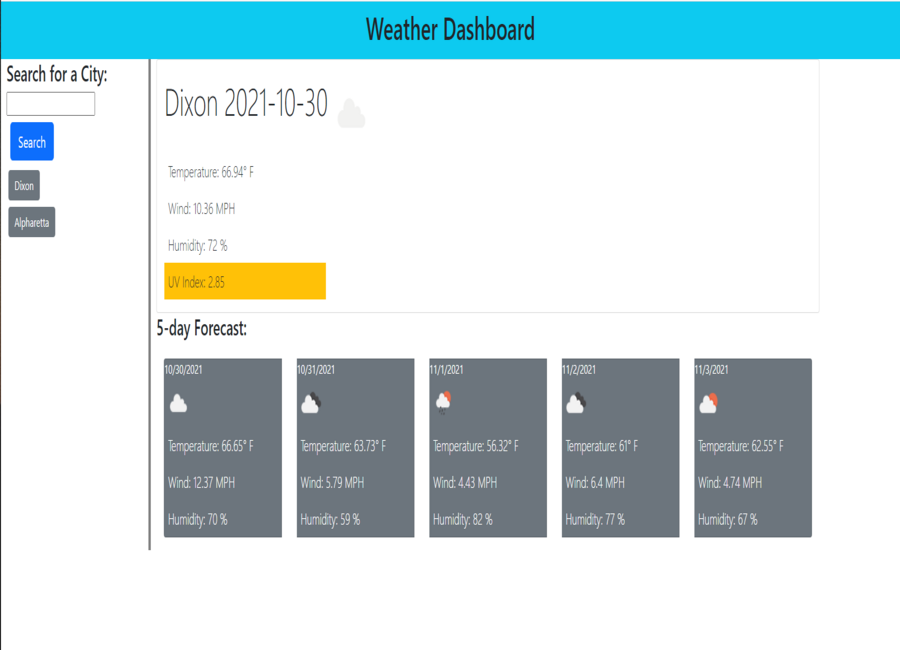 Weather Dashboard
Search for a City:
Search
Dixon
Alpharetta
Dixon 2021-10-30
Temperature: 66.94° F
Wind: 10.36 MPH
Humidity: 72 %
UV Index: 2.85
5-day Forecast:
10/30/2021
Temperature: 66.65° F
Wind: 12.37 MPH
Humidity: 70 %
10/31/2021
Temperature: 63.73° F
Wind: 5.79 MPH
Humidity: 59 %
11/1/2021
Temperature: 56.32° F
Wind: 4.43 MPH
Humidity: 82 %
11/2/2021
Temperature: 61° F
Wind: 6.4 MPH
Humidity: 77 %
11/3/2021
Temperature: 62.55° F
Wind: 4.74 MPH
Humidity: 67 %